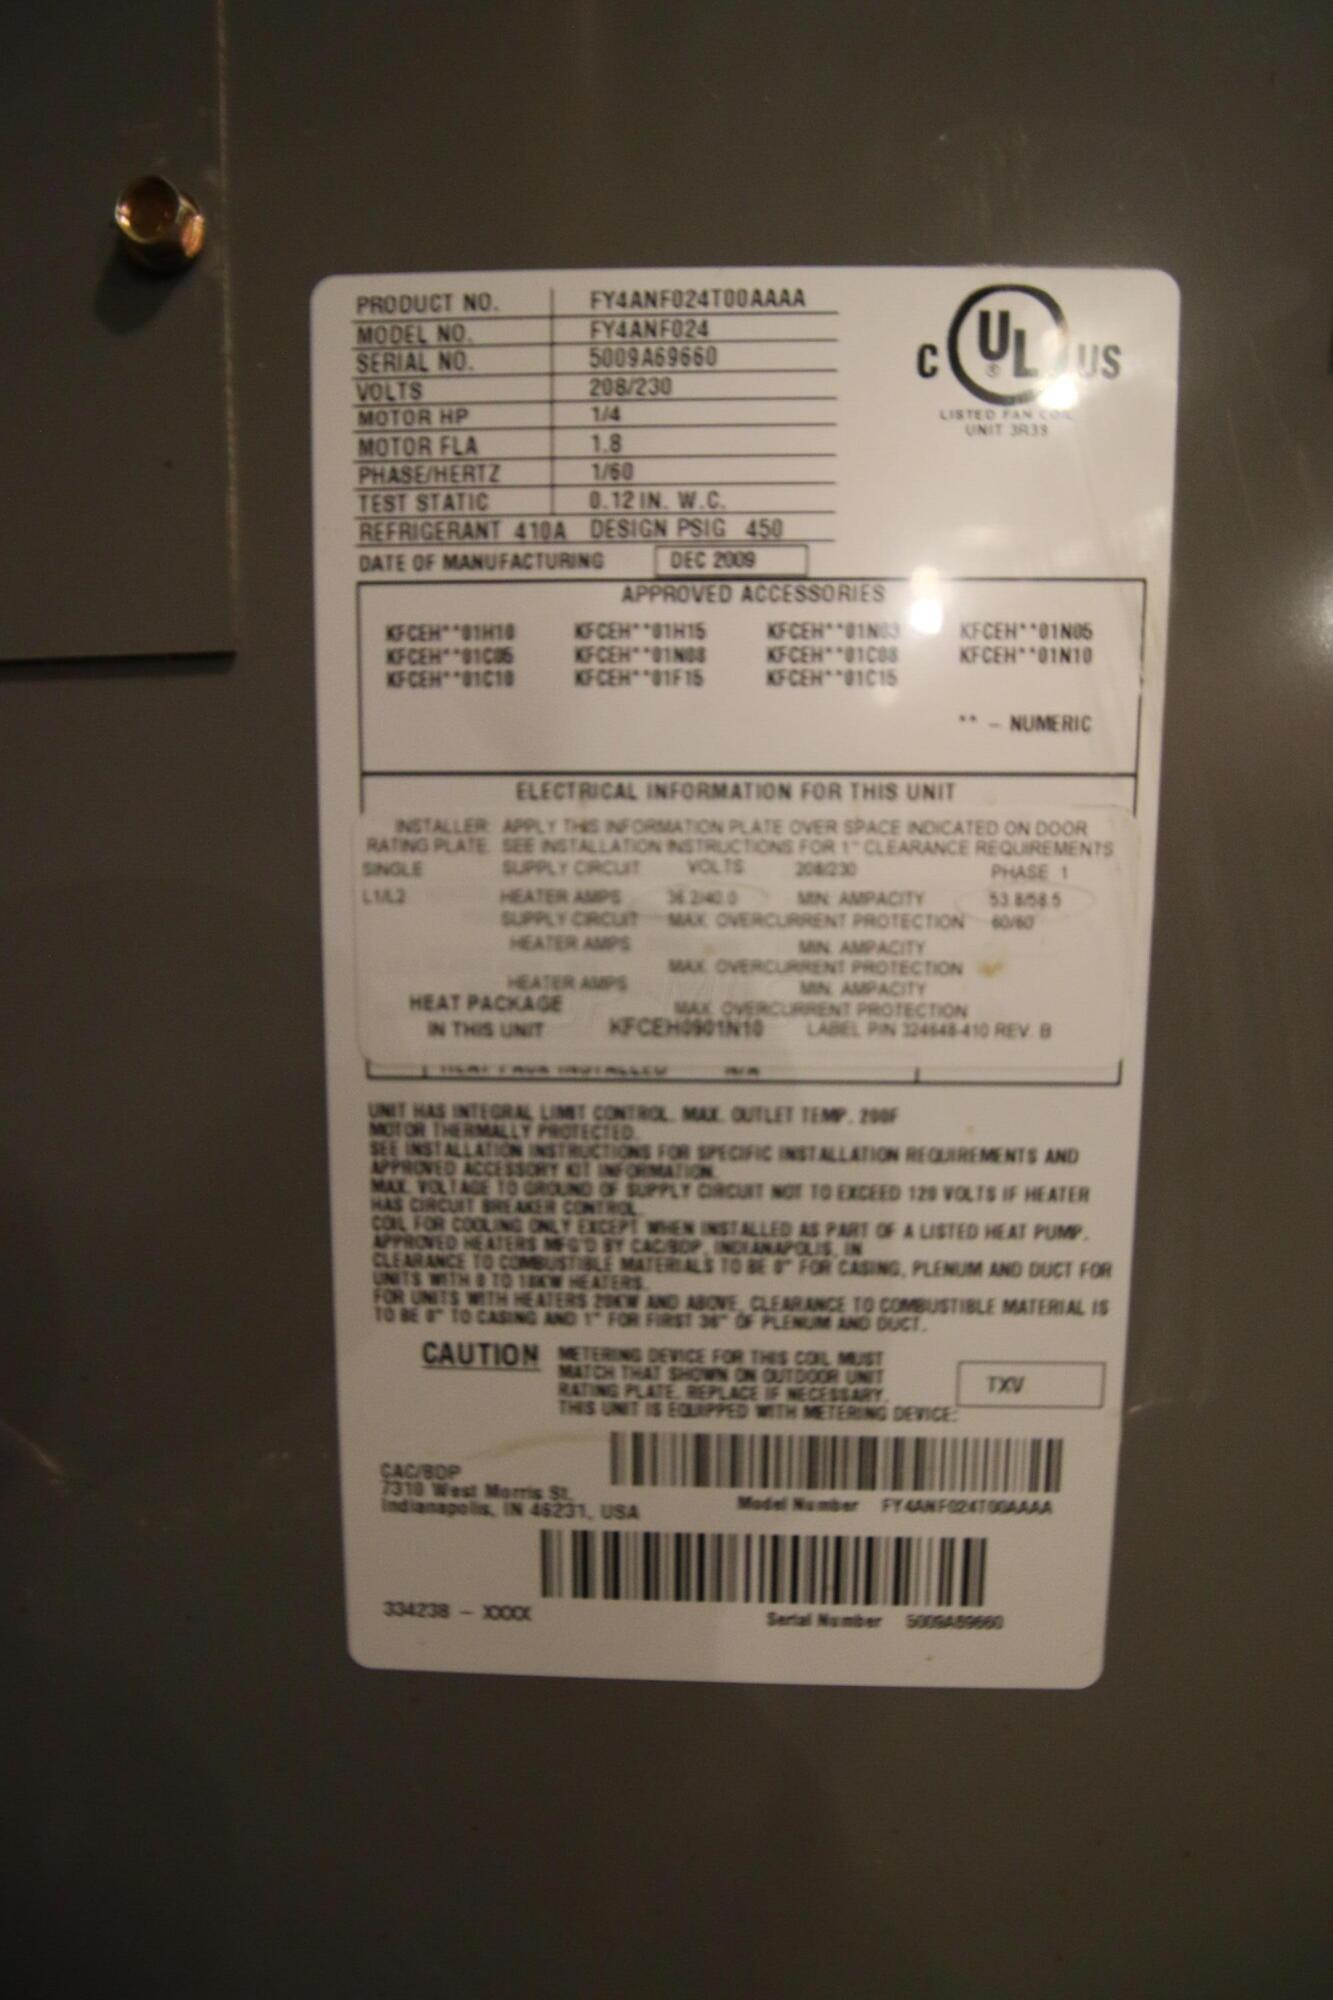 PRODUCT NO. FY4ANF024T00AAAA
MODEL NO. FY4ANF024
SERIAL NO. 5009A69660
VOLTS 208/230
MOTOR HP 1/4
MOTOR FLA 1.8
PHASE/HERTZ 1/60
TEST STATIC 0.12 IN. W.C.
REFRIGERANT 410A DESIGN PSIG 450
DATE OF MANUFACTURING DEC 2009
C UL ® US
LISTED FAN COIL
UNIT 3R39
APPROVED ACCESSORIES
KFCEH**01H10 KFCEH**01H15 KFCEH**01N03 KFCEH**01N05
KFCEH**01C05 KFCEH**01N08 KFCEH**01C08 KFCEH**01N10
KFCEH**01C10 KFCEH**01F15 KFCEH**01C15
** – NUMERIC
ELECTRICAL INFORMATION FOR THIS UNIT
INSTALLER: APPLY THIS INFORMATION PLATE OVER SPACE INDICATED ON DOOR
RATING PLATE. SEE INSTALLATION INSTRUCTIONS FOR 1" CLEARANCE REQUIREMENTS
SINGLE SUPPLY CIRCUIT VOLTS 208/230 PHASE 1
L1/L2 HEATER AMPS 36.2/40.0 MIN. AMPACITY 53.8/58.5
SUPPLY CIRCUIT MAX. OVERCURRENT PROTECTION 60/60
HEATER AMPS MIN. AMPACITY
MAX. OVERCURRENT PROTECTION
HEATER AMPS MIN. AMPACITY
HEAT PACKAGE MAX. OVERCURRENT PROTECTION
IN THIS UNIT KFCEH0901N10 LABEL P/N 324648-410 REV. B
HEAT PACK INSTALLED N/A
UNIT HAS INTEGRAL LIMIT CONTROL. MAX. OUTLET TEMP. 200F
MOTOR THERMALLY PROTECTED.
SEE INSTALLATION INSTRUCTIONS FOR SPECIFIC INSTALLATION REQUIREMENTS AND
APPROVED ACCESSORY KIT INFORMATION.
MAX. VOLTAGE TO GROUND OF SUPPLY CIRCUIT NOT TO EXCEED 120 VOLTS IF HEATER
HAS CIRCUIT BREAKER CONTROL.
COIL FOR COOLING ONLY EXCEPT WHEN INSTALLED AS PART OF A LISTED HEAT PUMP.
APPROVED HEATERS MFG'D BY CAC/BDP, INDIANAPOLIS, IN
CLEARANCE TO COMBUSTIBLE MATERIALS TO BE 0" FOR CASING, PLENUM AND DUCT FOR
UNITS WITH 0 TO 18KW HEATERS.
FOR UNITS WITH HEATERS 20KW AND ABOVE, CLEARANCE TO COMBUSTIBLE MATERIAL IS
TO BE 0" TO CASING AND 1" FOR FIRST 36" OF PLENUM AND DUCT.
CAUTION METERING DEVICE FOR THIS COIL MUST
MATCH THAT SHOWN ON OUTDOOR UNIT
RATING PLATE. REPLACE IF NECESSARY.
THIS UNIT IS EQUIPPED WITH METERING DEVICE:
TXV
CAC/BDP
7310 West Morris St.
Indianapolis, IN 46231, USA
Model Number FY4ANF024T00AAAA
334238 – XXXX
Serial Number 5009A69660